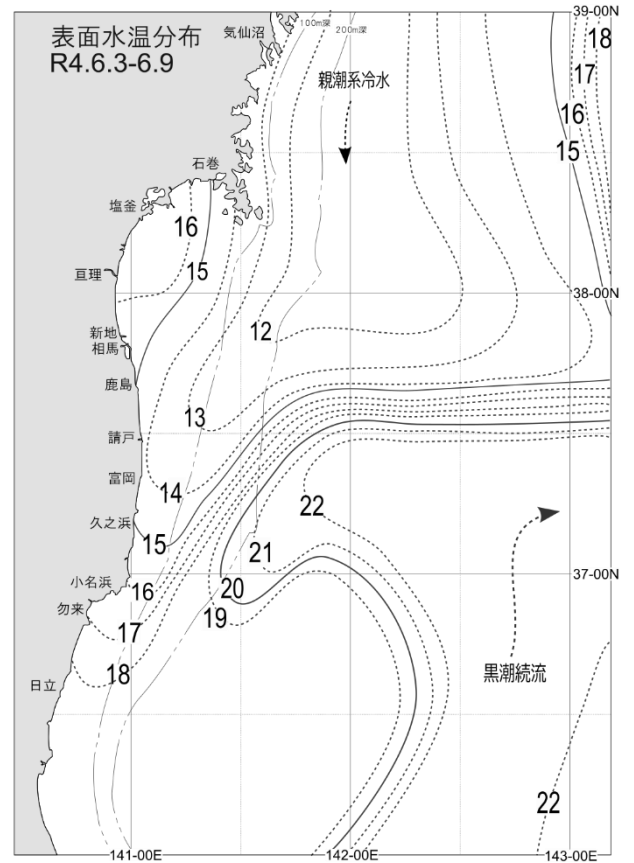 表面水温分布
R4.6.3-6.9
気仙沼
100m深
200m深
39-00N
18
17
16
15
親潮系冷水
石巻
塩釜
16
15
亘理
38-00N
新地
相馬
12
鹿島
13
請戸
富岡
14
22
久之浜
15
21
37-00N
小名浜
16
20
勿来
17
19
18
日立
黒潮続流
22
141-00E
142-00E
143-00E